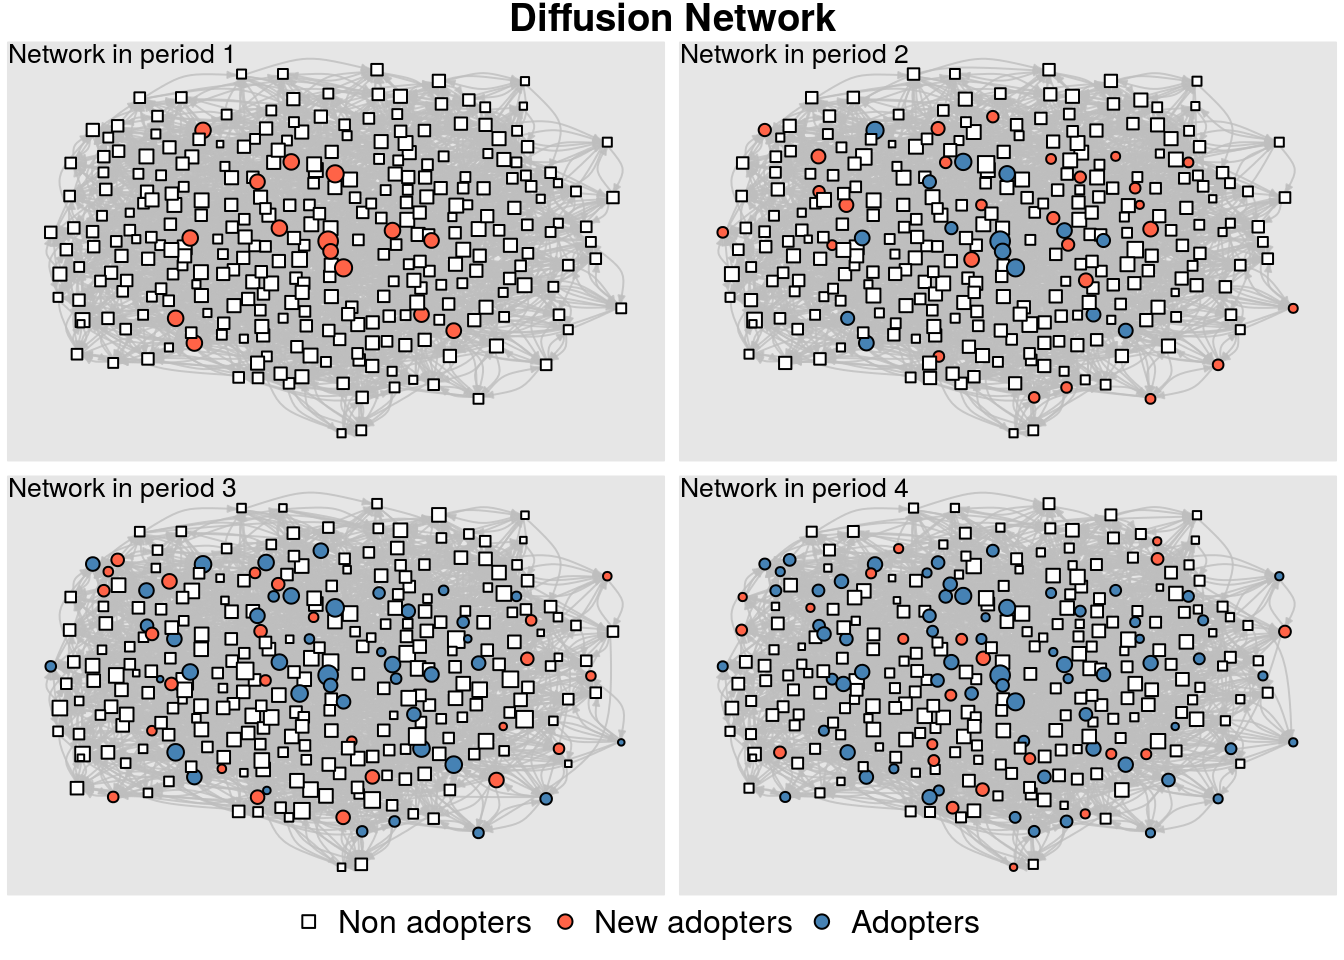 Diffusion Network
Network in period 1
Network in period 2
Network in period 3
Network in period 4
Non adopters
New adopters
Adopters